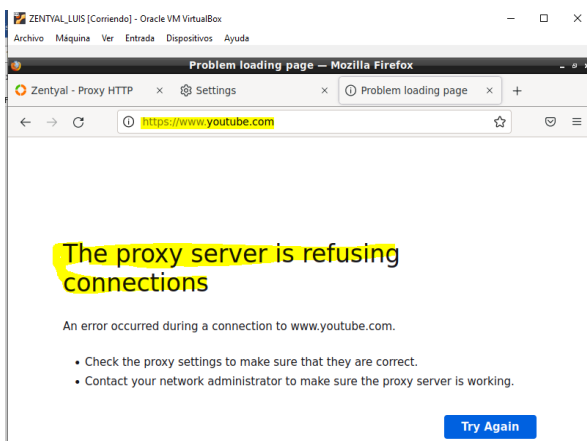 ZENTYAL_LUIS [Corriendo] - Oracle VM VirtualBox
Archivo Máquina Ver Entrada Dispositivos Ayuda
Problem loading page — Mozilla Firefox
Zentyal - Proxy HTTP
Settings
Problem loading page
https://www.youtube.com
The proxy server is refusing
connections
An error occurred during a connection to www.youtube.com.
• Check the proxy settings to make sure that they are correct.
• Contact your network administrator to make sure the proxy server is working.
Try Again